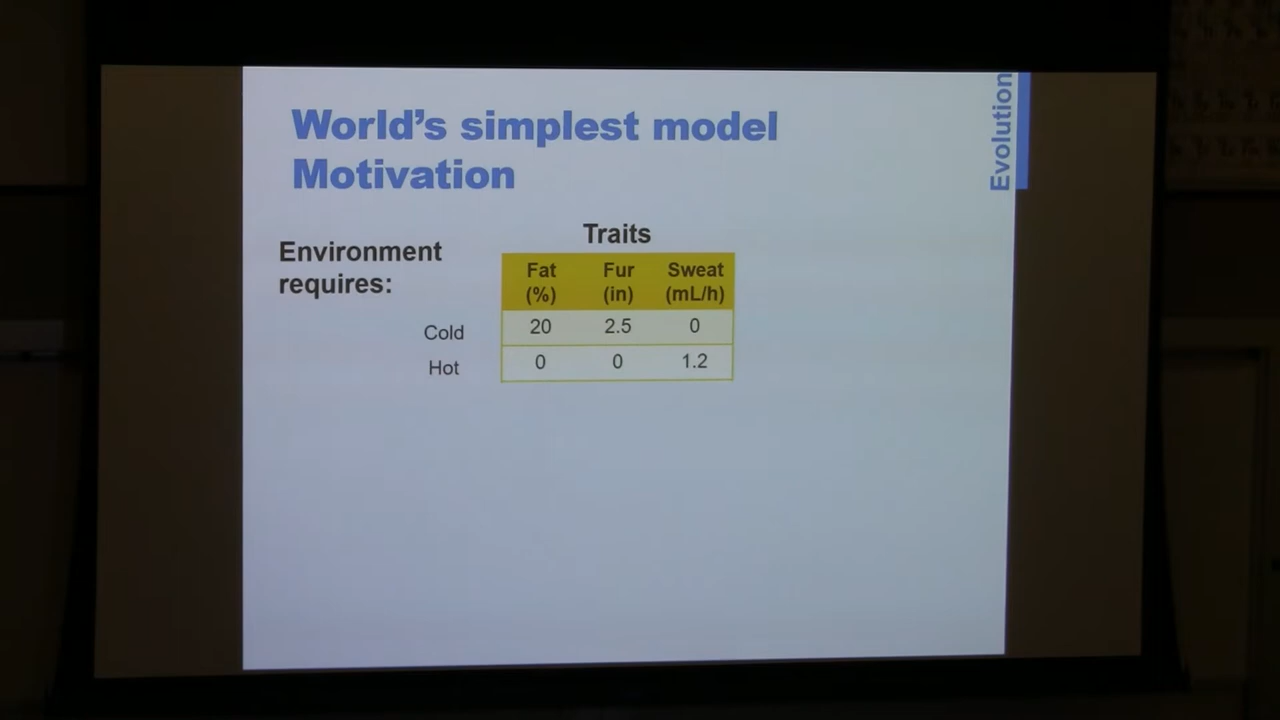 World's simplest model
Motivation
Evolution
Environment
requires:
Traits
Fat Fur Sweat
(%) (in) (mL/h)
Cold 20 2.5 0
Hot 0 0 1.2